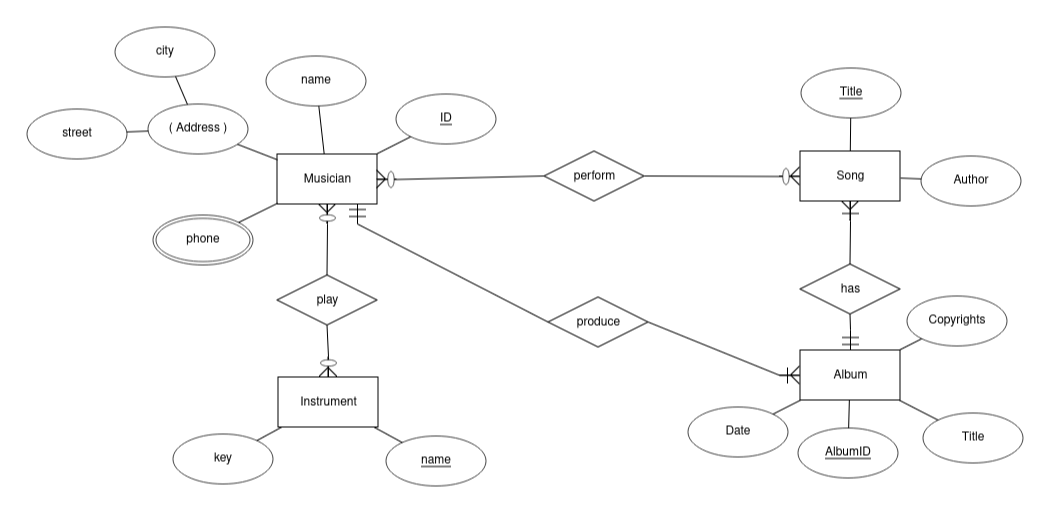 city
name
Title
ID
street
( Address )
Musician
perform
Song
Author
phone
has
play
produce
Copyrights
Album
Instrument
Date
Title
AlbumID
key
name